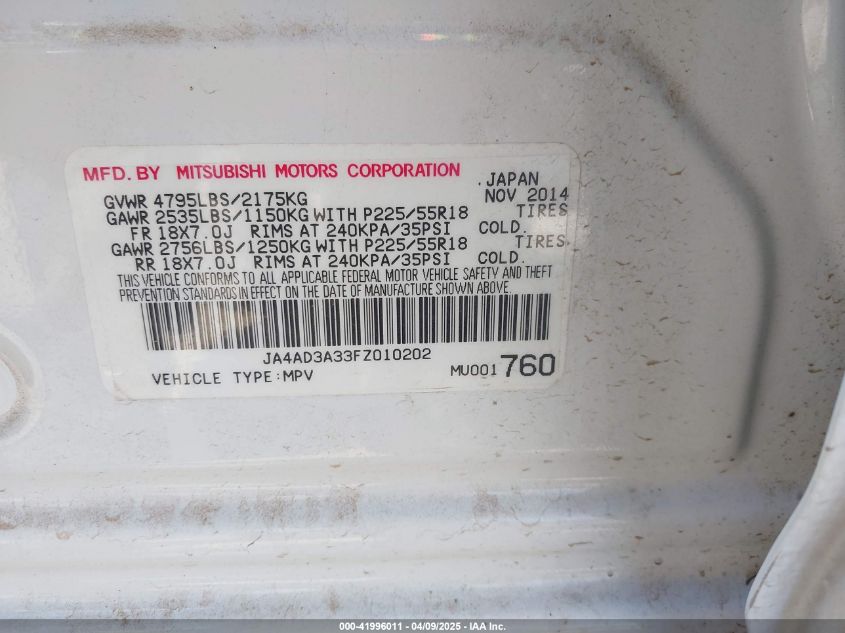 MFD. BY MITSUBISHI MOTORS CORPORATION
. JAPAN
GVWR 4795LBS/2175KG NOV 2014
GAWR 2535LBS/1150KG WITH P225/55R18 TIRES
FR 18X7.0J RIMS AT 240KPA/35PSI COLD.
GAWR 2756LBS/1250KG WITH P225/55R18 TIRES
RR 18X7.0J RIMS AT 240KPA/35PSI COLD.
THIS VEHICLE CONFORMS TO ALL APPLICABLE FEDERAL MOTOR VEHICLE SAFETY AND THEFT
PREVENTION STANDARDS IN EFFECT ON THE DATE OF MANUFACTURE SHOWN ABOVE.
JA4AD3A33FZ010202
VEHICLE TYPE:MPV MU001 760
000-41996011 - 04/09/2025 - IAA Inc.